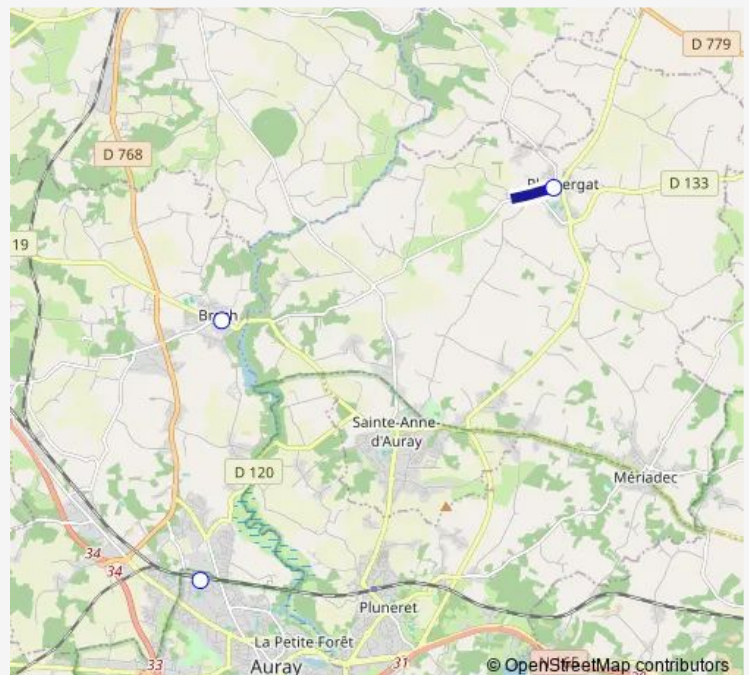 D 779
D 768
D 133
19
Sainte-Anne-
d'Auray
D 120
Mériadec
34
34
Pluneret
La Petite Forêt
33
Auray
31
© OpenStreetMap contributors